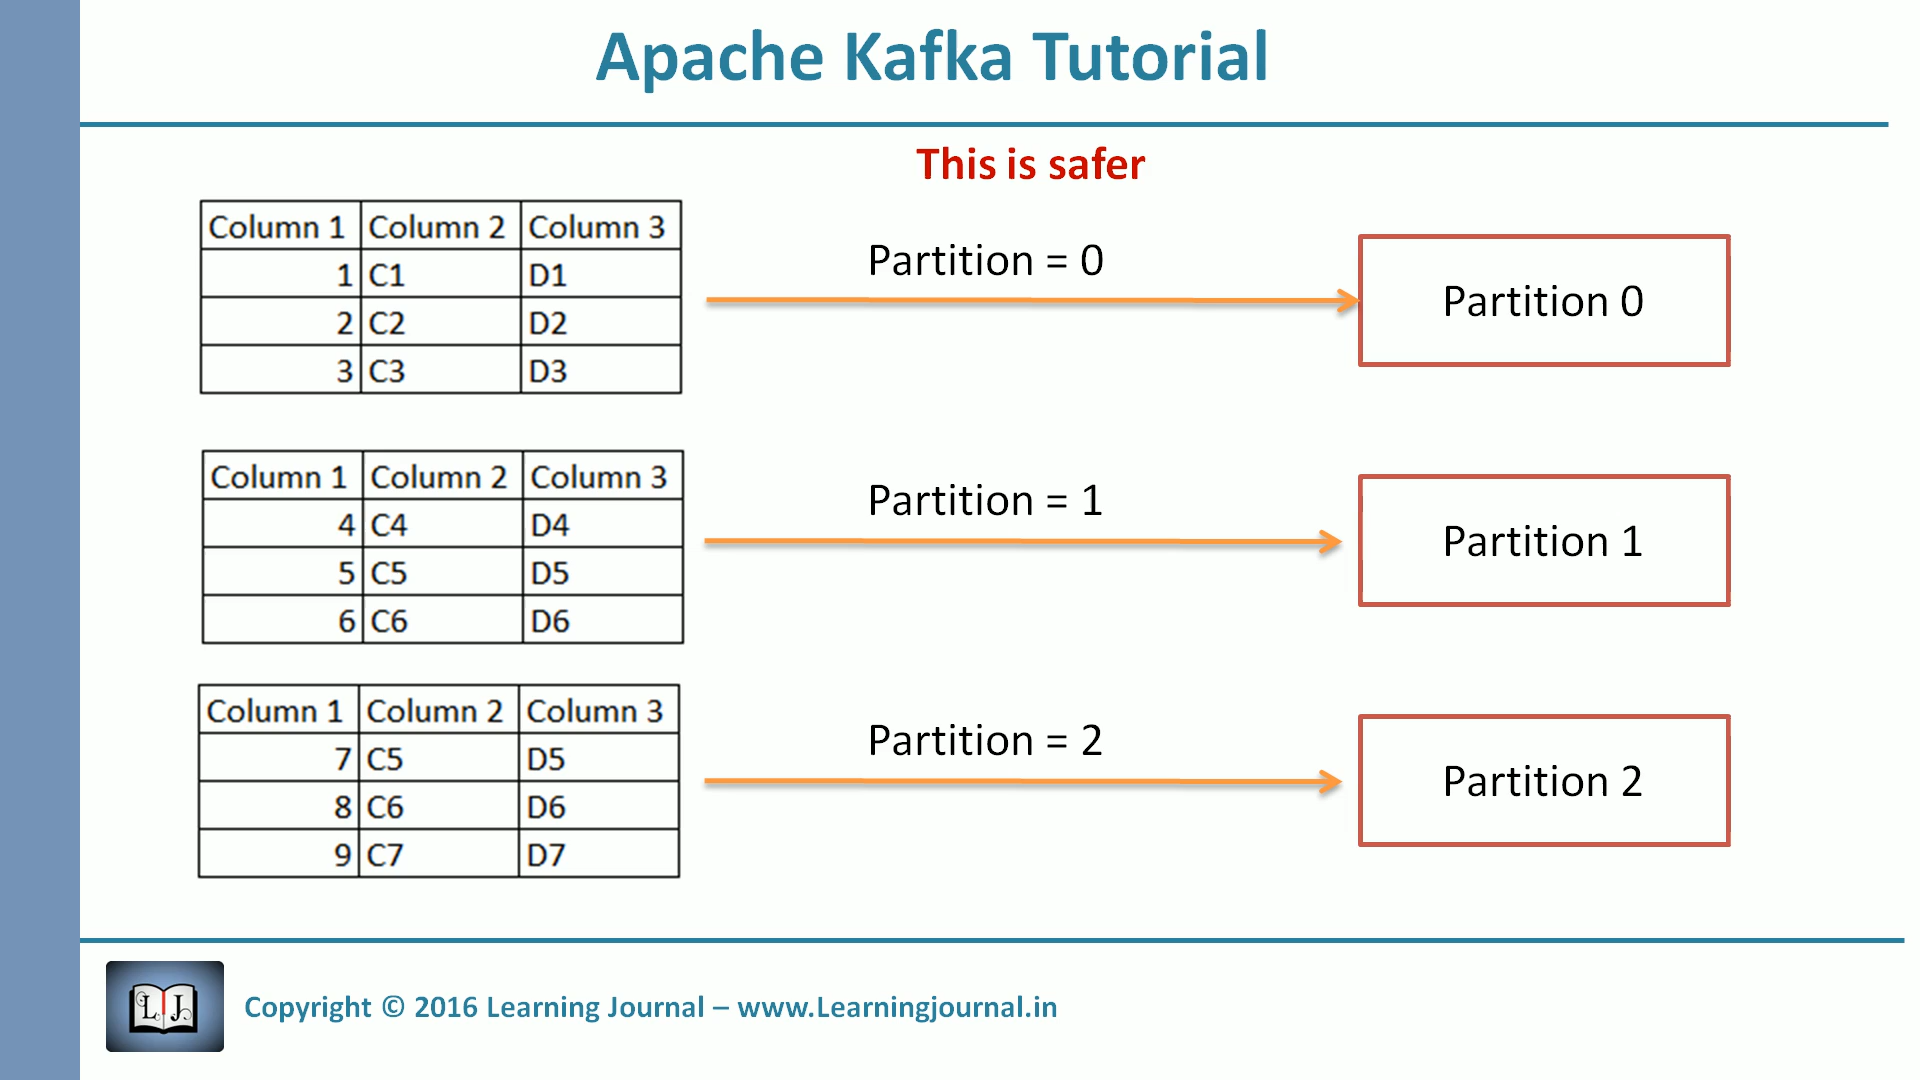 Apache Kafka Tutorial
This is safer
Column 1 Column 2 Column 3
1 C1 D1
2 C2 D2
3 C3 D3
Partition = 0
Partition 0
Column 1 Column 2 Column 3
4 C4 D4
5 C5 D5
6 C6 D6
Partition = 1
Partition 1
Column 1 Column 2 Column 3
7 C5 D5
8 C6 D6
9 C7 D7
Partition = 2
Partition 2
LJ
Copyright © 2016 Learning Journal – www.Learningjournal.in